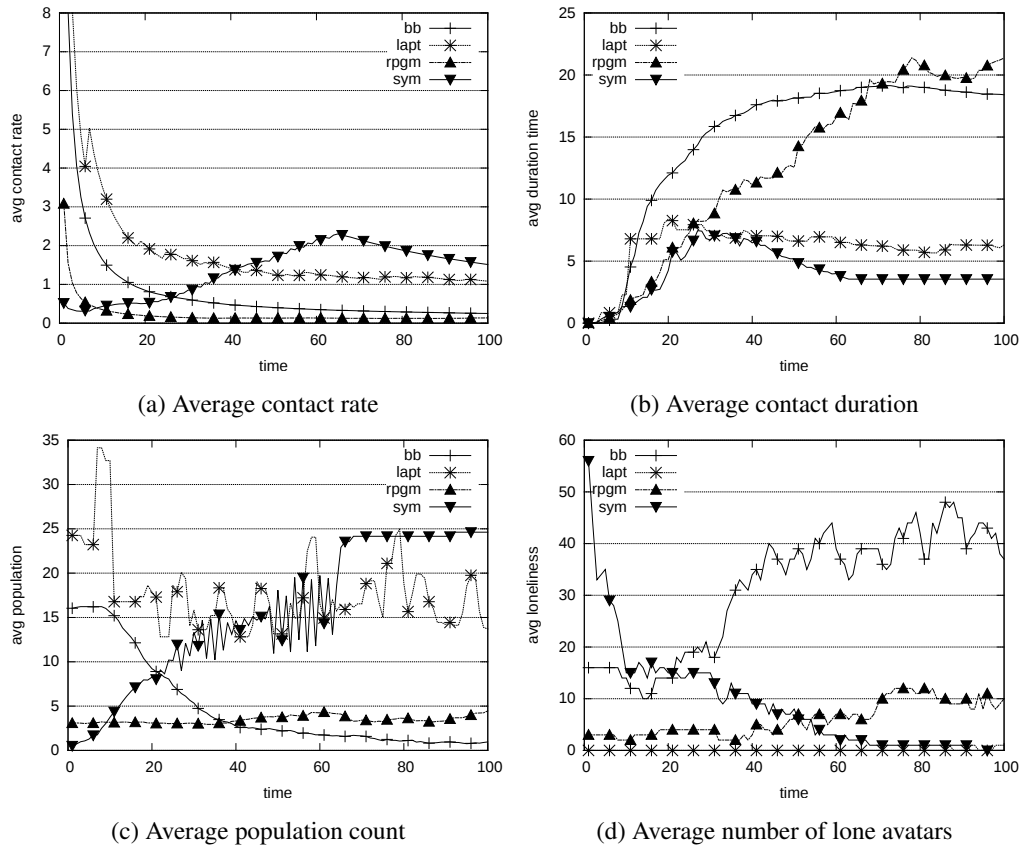 avg contact rate
8
7
6
5
4
3
2
1
0
bb
lapt
rpgm
sym
0 20 40 60 80 100
time
(a) Average contact rate
avg duration time
25
20
15
10
5
0
bb
lapt
rpgm
sym
0 20 40 60 80 100
time
(b) Average contact duration
avg population
35
30
25
20
15
10
5
0
bb
lapt
rpgm
sym
0 20 40 60 80 100
time
(c) Average population count
avg loneliness
60
50
40
30
20
10
0
bb
lapt
rpgm
sym
0 20 40 60 80 100
time
(d) Average number of lone avatars